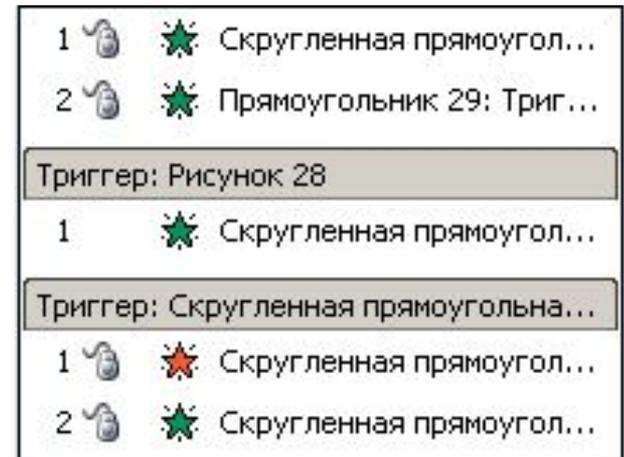 1 Скругленная прямоугол...
2 Прямоугольник 29: Триг...
Триггер: Рисунок 28
1 Скругленная прямоугол...
Триггер: Скругленная прямоугольна...
1 Скругленная прямоугол...
2 Скругленная прямоугол...